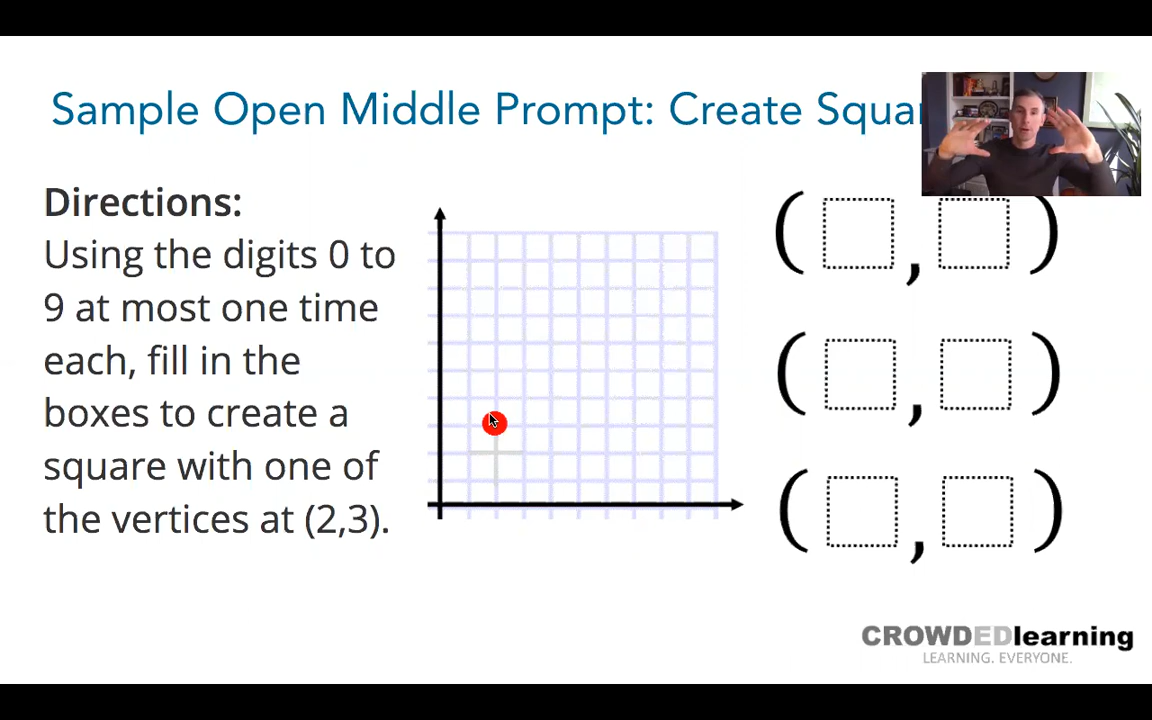 Sample Open Middle Prompt: Create
Directions:
Using the digits 0 to
9 at most one time
each, fill in the
boxes to create a
square with one of
the vertices at (2,3).
( , )
( , )
( , )
CROWDEDlearning
LEARNING. EVERYONE.